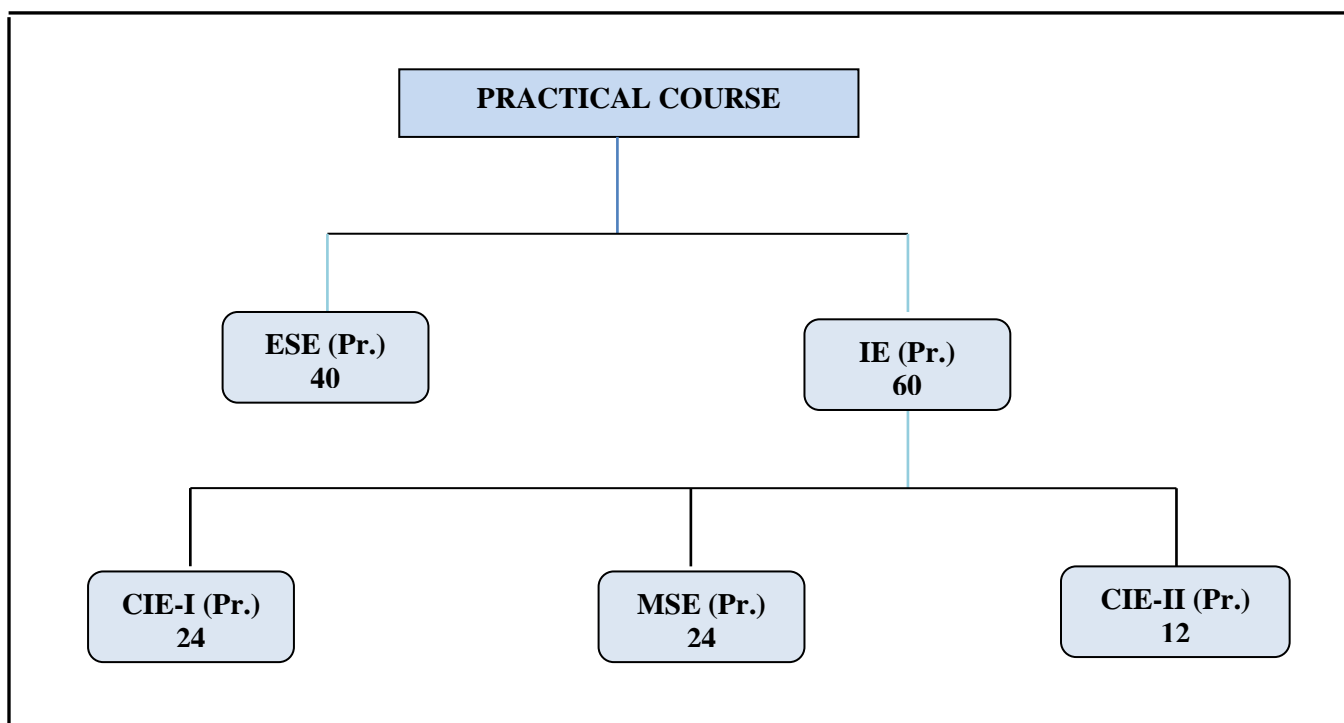 PRACTICAL COURSE
ESE (Pr.)
40
IE (Pr.)
60
CIE-I (Pr.)
24
MSE (Pr.)
24
CIE-II (Pr.)
12